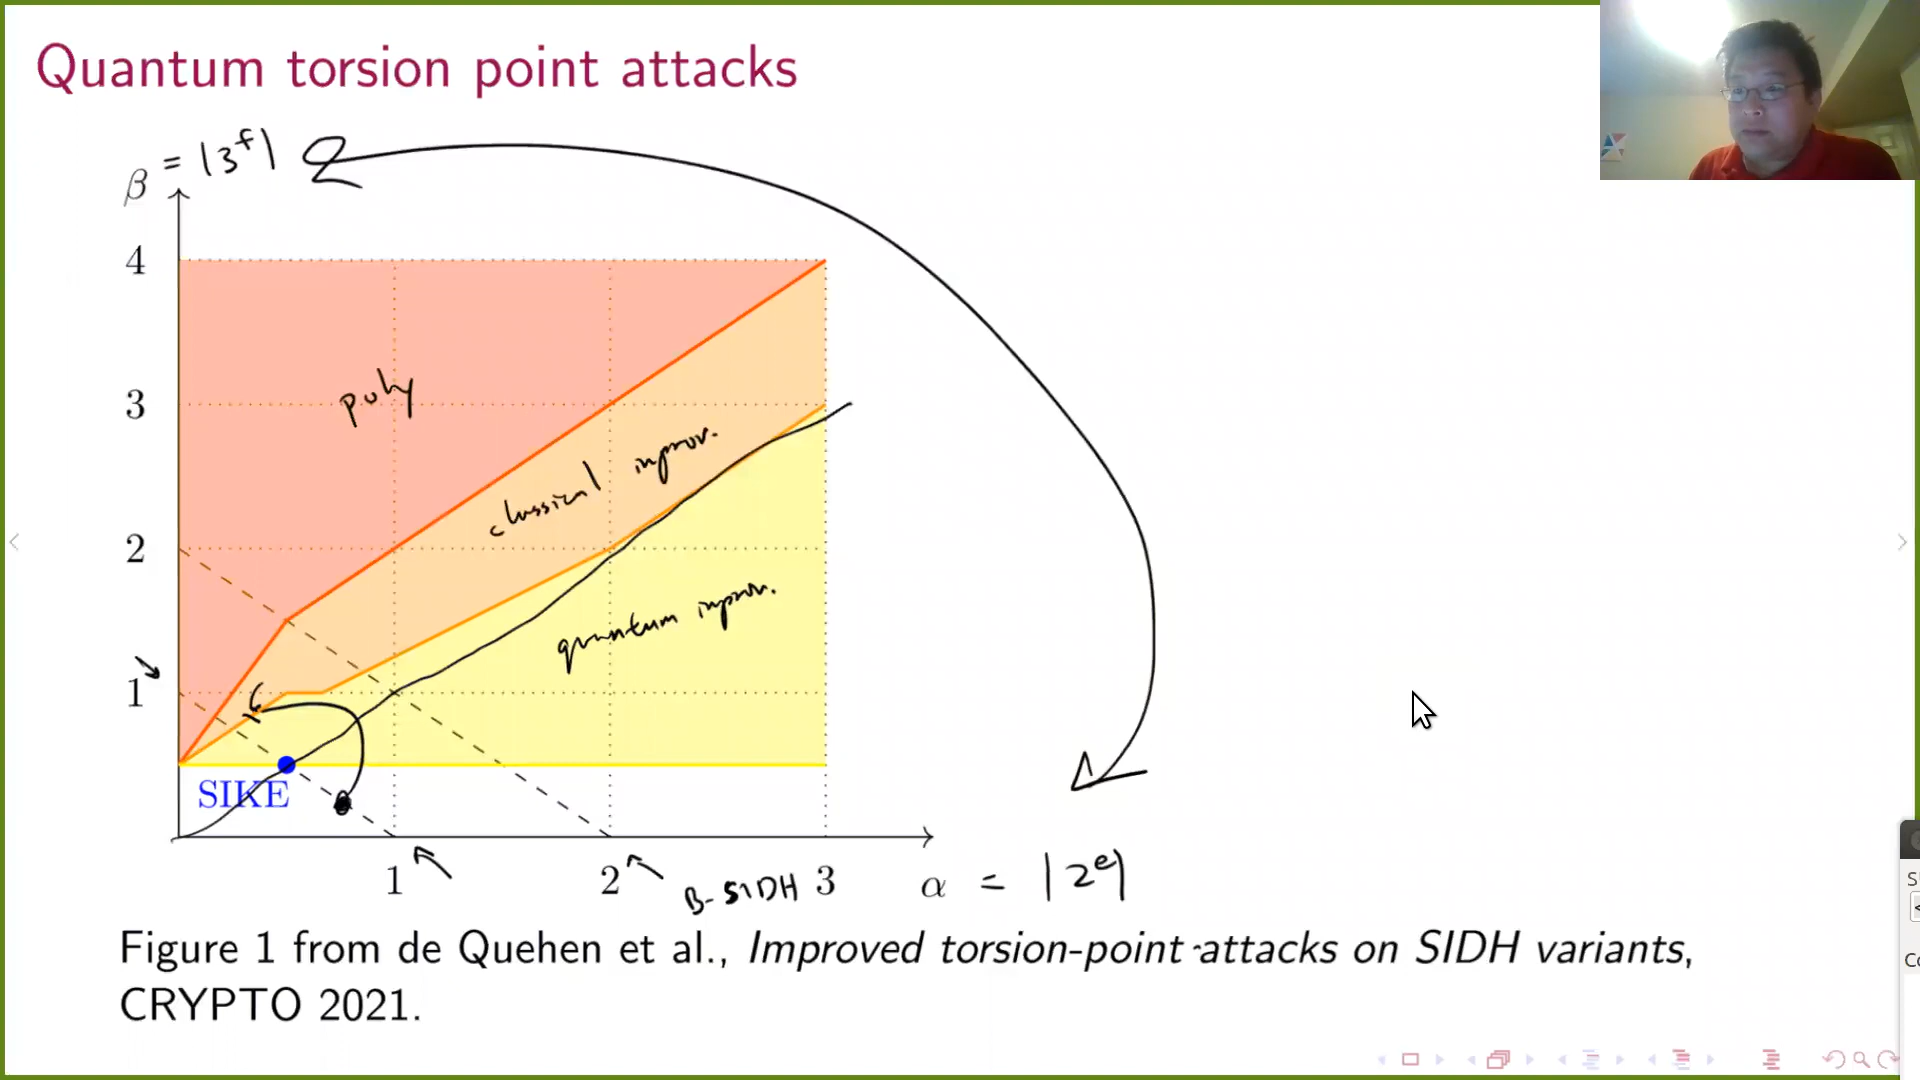 Quantum torsion point attacks
β = |3^f|
4
poly
3
classical improv.
2
quantum improv.
1
SIKE
1 2 B-SIDH 3 α = |2^e|
Figure 1 from de Quehen et al., Improved torsion-point attacks on SIDH variants,
CRYPTO 2021.